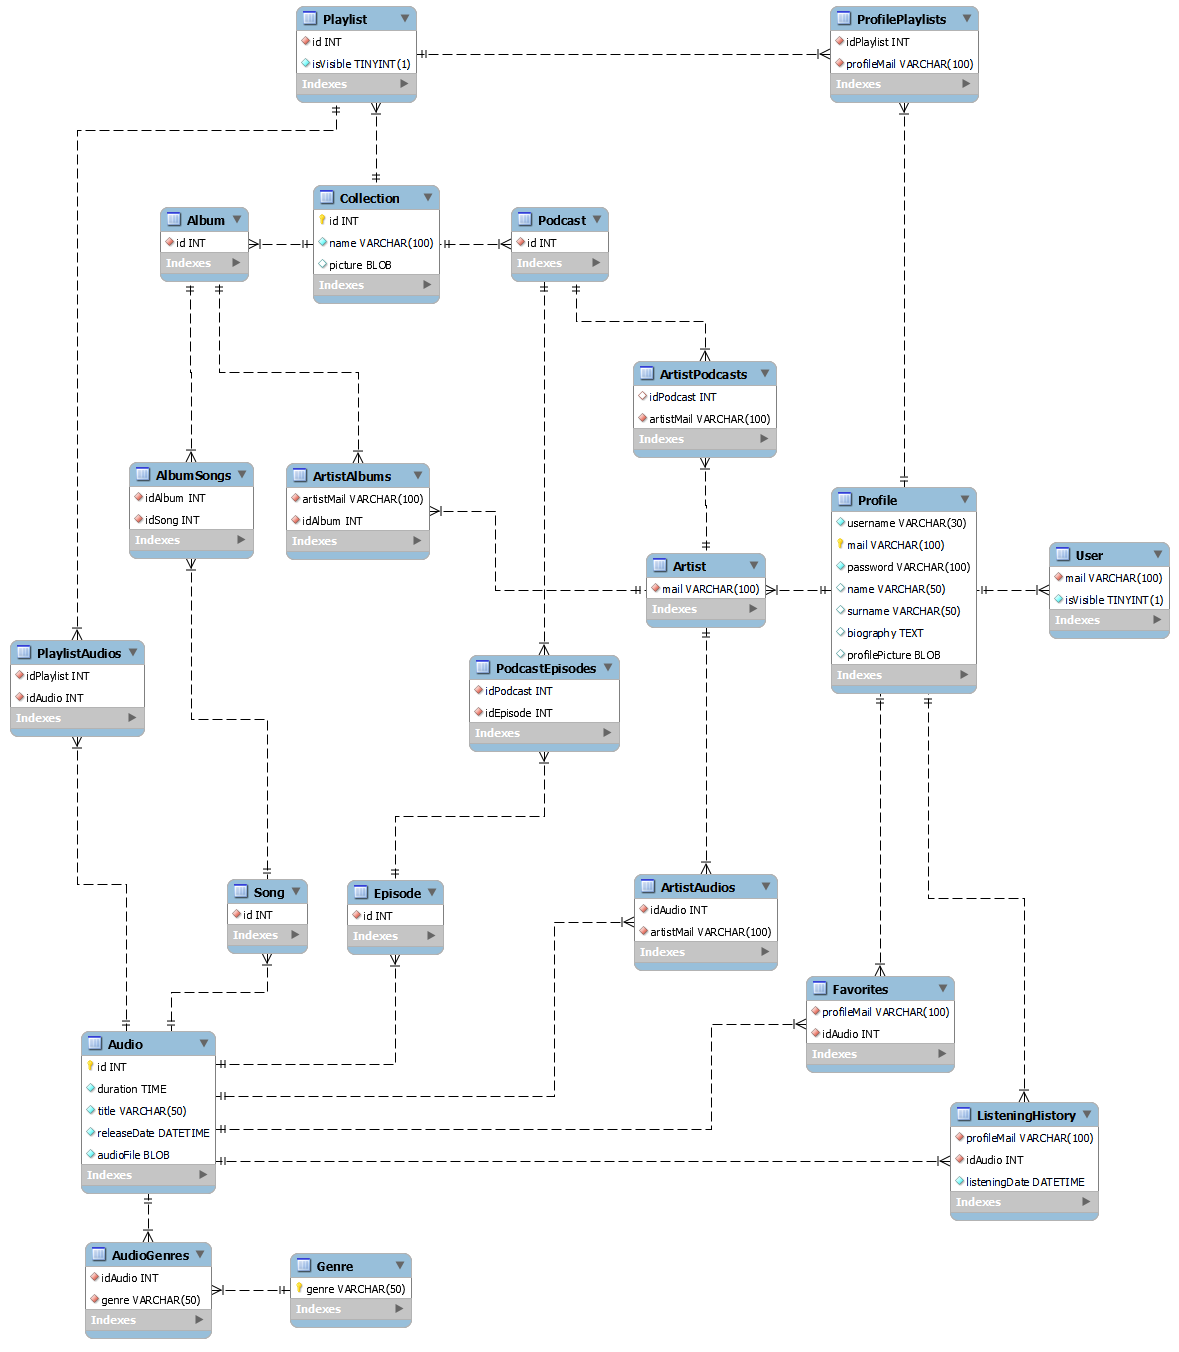 Playlist
id INT
isVisible TINYINT(1)
Indexes
ProfilePlaylists
idPlaylist INT
profileMail VARCHAR(100)
Indexes
Collection
id INT
name VARCHAR(100)
picture BLOB
Indexes
Album
id INT
Indexes
Podcast
id INT
Indexes
ArtistPodcasts
idPodcast INT
artistMail VARCHAR(100)
Indexes
AlbumSongs
idAlbum INT
idSong INT
Indexes
ArtistAlbums
artistMail VARCHAR(100)
idAlbum INT
Indexes
Profile
username VARCHAR(30)
mail VARCHAR(100)
password VARCHAR(100)
name VARCHAR(50)
surname VARCHAR(50)
biography TEXT
profilePicture BLOB
Indexes
User
mail VARCHAR(100)
isVisible TINYINT(1)
Indexes
Artist
mail VARCHAR(100)
Indexes
PlaylistAudios
idPlaylist INT
idAudio INT
Indexes
PodcastEpisodes
idPodcast INT
idEpisode INT
Indexes
Song
id INT
Indexes
Episode
id INT
Indexes
ArtistAudios
idAudio INT
artistMail VARCHAR(100)
Indexes
Favorites
profileMail VARCHAR(100)
idAudio INT
Indexes
Audio
id INT
duration TIME
title VARCHAR(50)
releaseDate DATETIME
audioFile BLOB
Indexes
ListeningHistory
profileMail VARCHAR(100)
idAudio INT
listeningDate DATETIME
Indexes
AudioGenres
idAudio INT
genre VARCHAR(50)
Indexes
Genre
genre VARCHAR(50)
Indexes